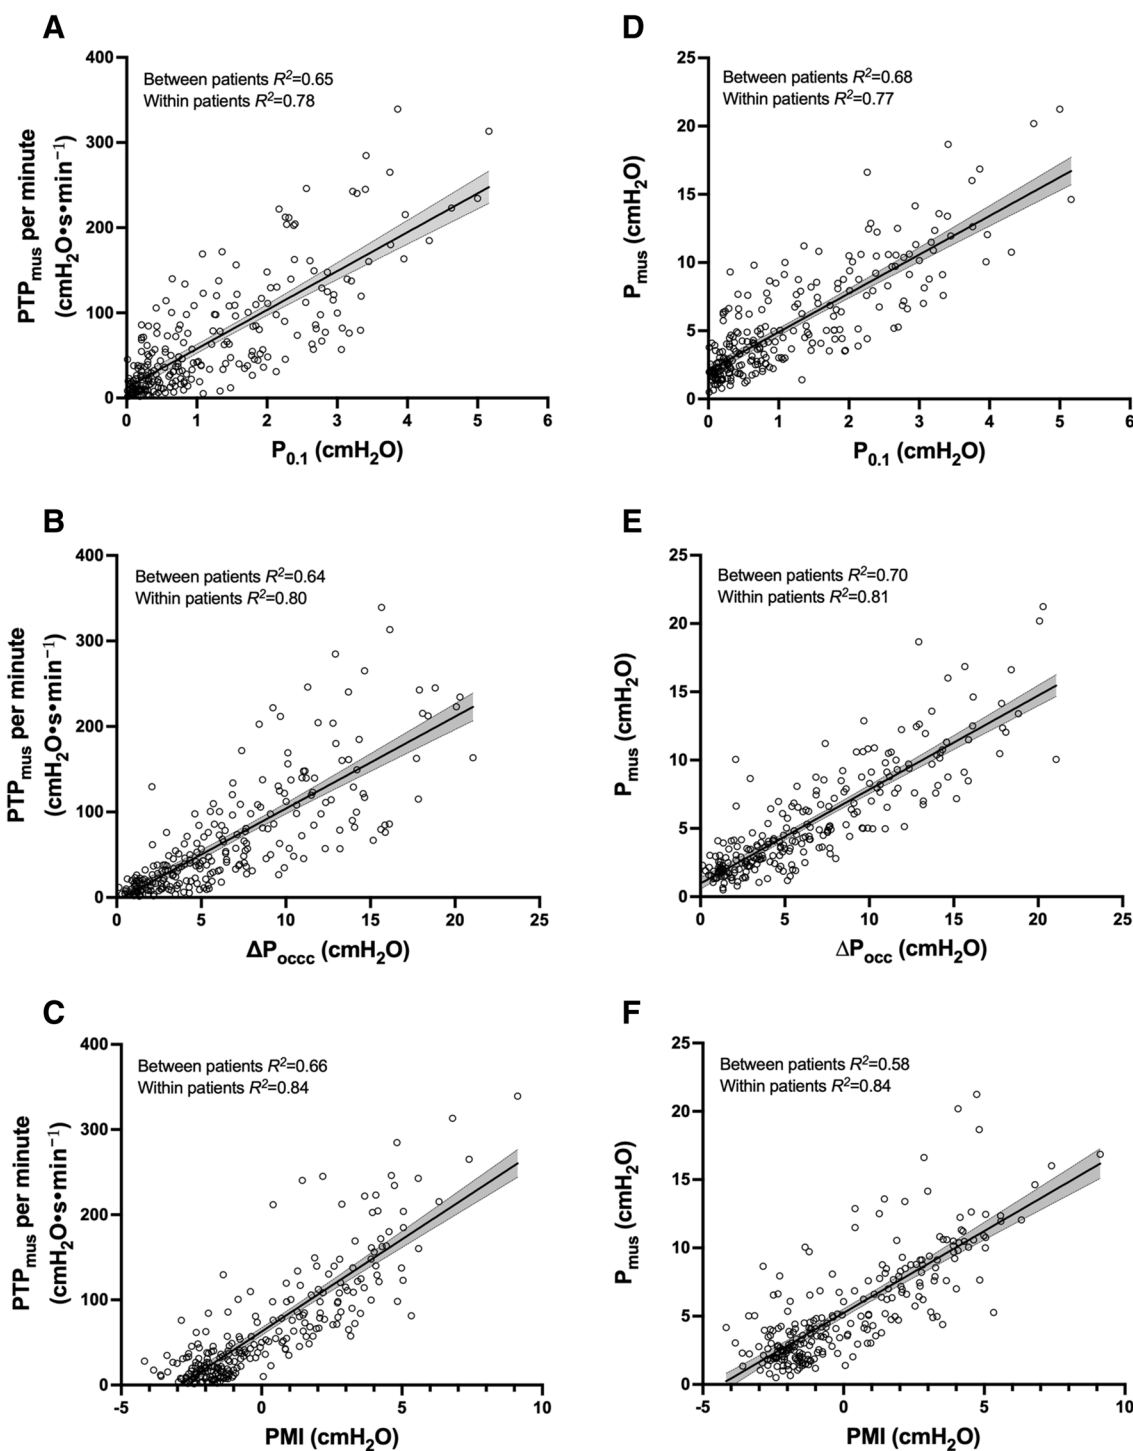 A
Between patients R²=0.65
Within patients R²=0.78
PTPmus per minute
(cmH2O•s•min−1)
400
300
200
100
0
0 1 2 3 4 5 6
P0.1 (cmH2O)
D
Between patients R²=0.68
Within patients R²=0.77
Pmus (cmH2O)
25
20
15
10
5
0
0 1 2 3 4 5 6
P0.1 (cmH2O)
B
Between patients R²=0.64
Within patients R²=0.80
PTPmus per minute
(cmH2O•s•min−1)
400
300
200
100
0
0 5 10 15 20 25
ΔPoccc (cmH2O)
E
Between patients R²=0.70
Within patients R²=0.81
Pmus (cmH2O)
25
20
15
10
5
0
0 5 10 15 20 25
ΔPocc (cmH2O)
C
Between patients R²=0.66
Within patients R²=0.84
PTPmus per minute
(cmH2O•s•min−1)
400
300
200
100
0
-5 0 5 10
PMI (cmH2O)
F
Between patients R²=0.58
Within patients R²=0.84
Pmus (cmH2O)
25
20
15
10
5
0
-5 0 5 10
PMI (cmH2O)